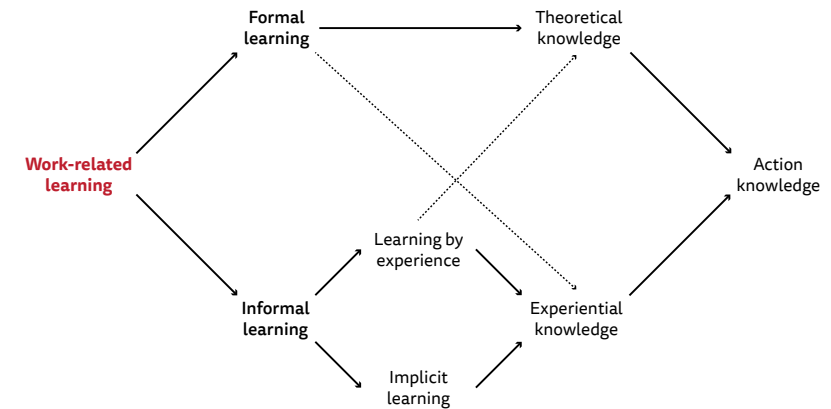 Formal
learning
Theoretical
knowledge
Work-related
learning
Action
knowledge
Learning by
experience
Informal
learning
Experiential
knowledge
Implicit
learning